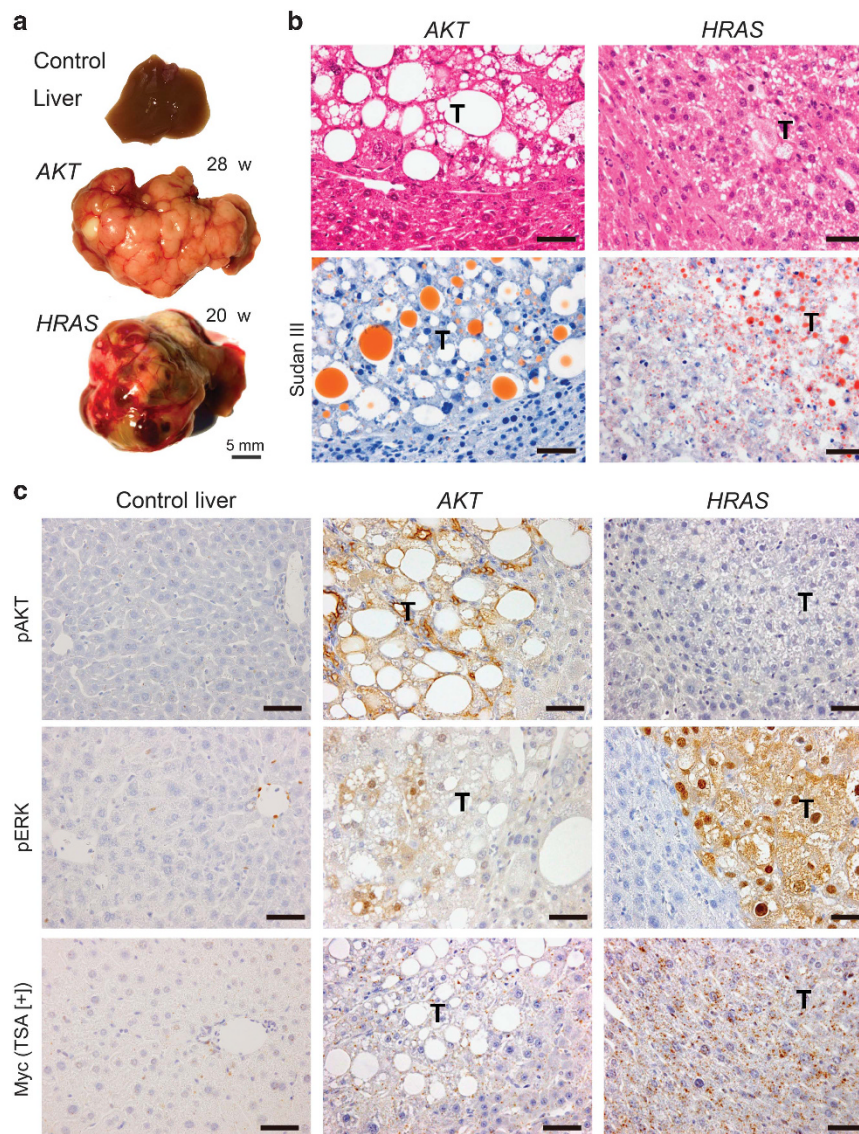 a
Control
Liver
AKT
28 w
HRAS
20 w
5 mm
b
AKT
HRAS
T
T
Sudan III
T
T
c
Control liver
AKT
HRAS
pAKT
T
T
pERK
T
T
Myc (TSA [+])
T
T